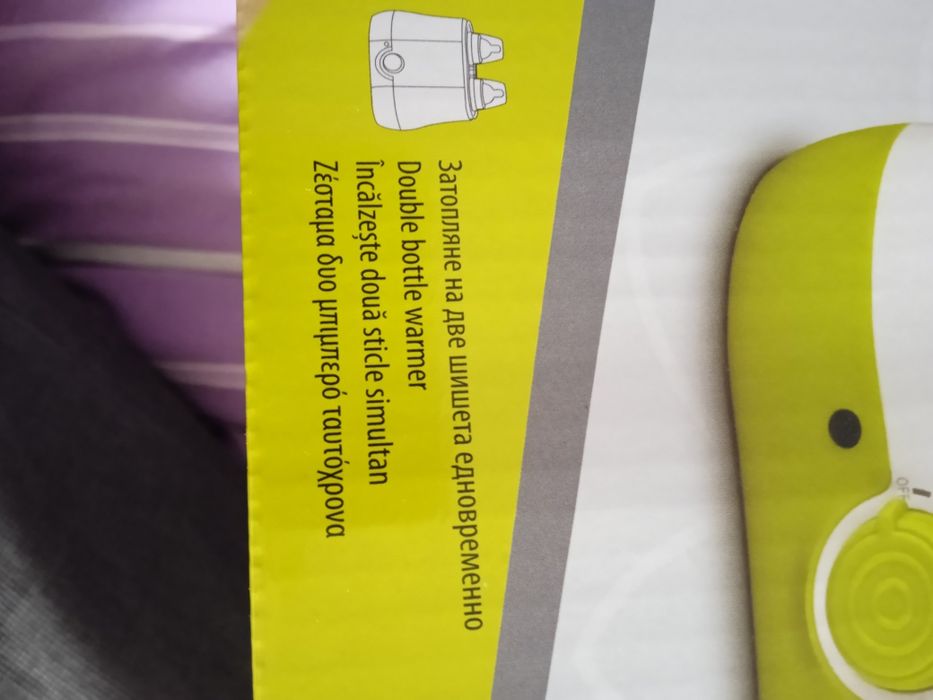 Затопляне на две шишета едновременно
Double bottle warmer
Încălzește două sticle simultan
Ζέσταμα δυο μπιμπερό ταυτόχρονα
OFF